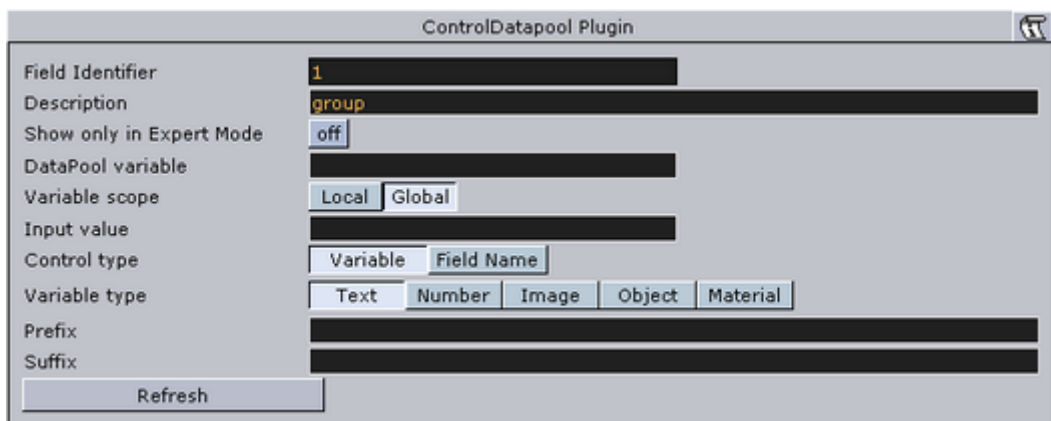 ControlDatapool Plugin
Field Identifier 1
Description group
Show only in Expert Mode off
DataPool variable
Variable scope Local Global
Input value
Control type Variable Field Name
Variable type Text Number Image Object Material
Prefix
Suffix
Refresh